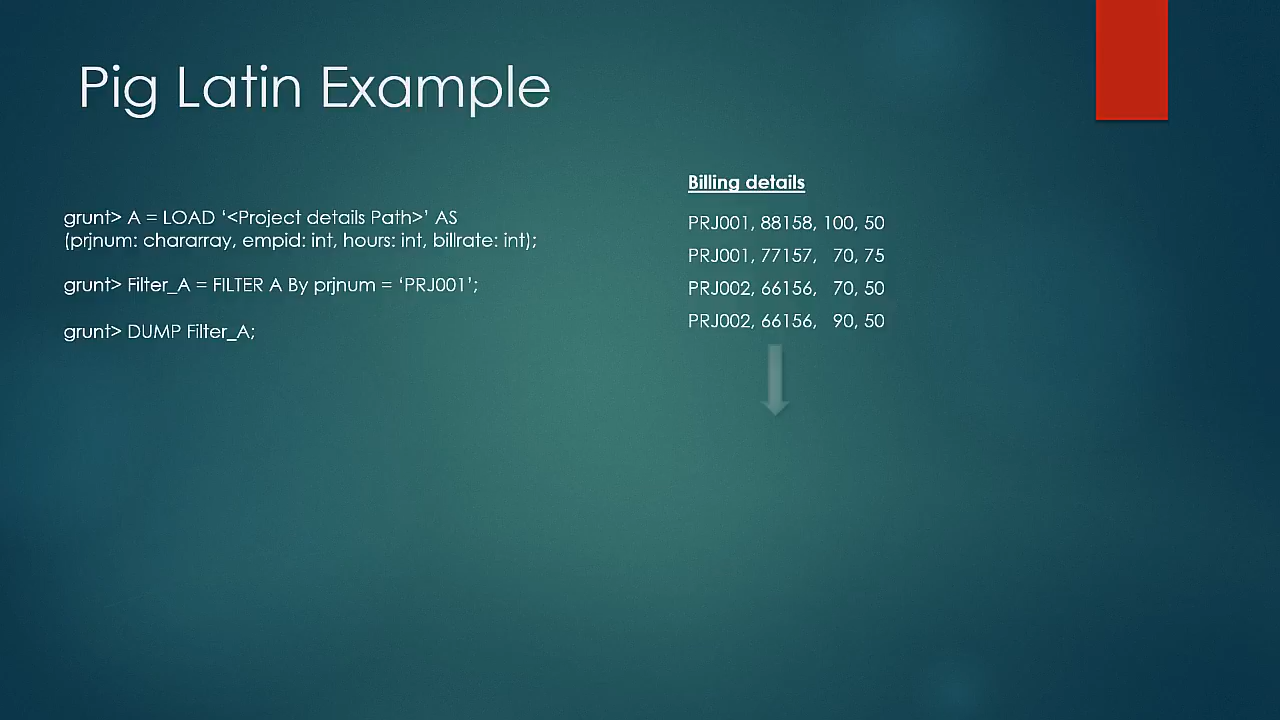 Pig Latin Example
grunt> A = LOAD ‘<Project details Path>’ AS
(prjnum: chararray, empid: int, hours: int, billrate: int);
grunt> Filter_A = FILTER A By prjnum = ‘PRJ001’;
grunt> DUMP Filter_A;
Billing details
PRJ001, 88158, 100, 50
PRJ001, 77157, 70, 75
PRJ002, 66156, 70, 50
PRJ002, 66156, 90, 50